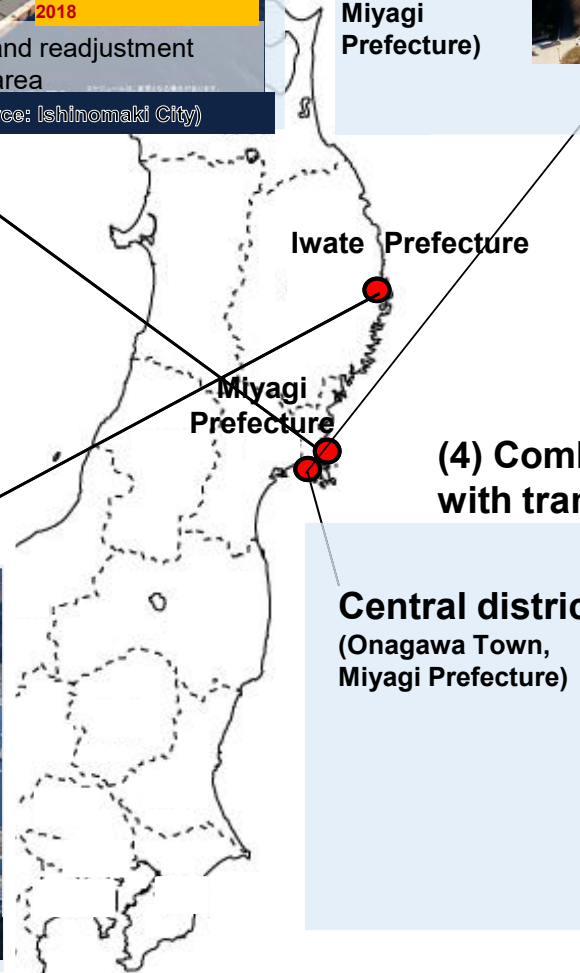 2018
and readjustment
area
ce: Ishinomaki City)
Miyagi
Prefecture)
Iwate Prefecture
Miyagi
Prefecture
(4) Com
with tran
Central distric
(Onagawa Town,
Miyagi Prefecture)